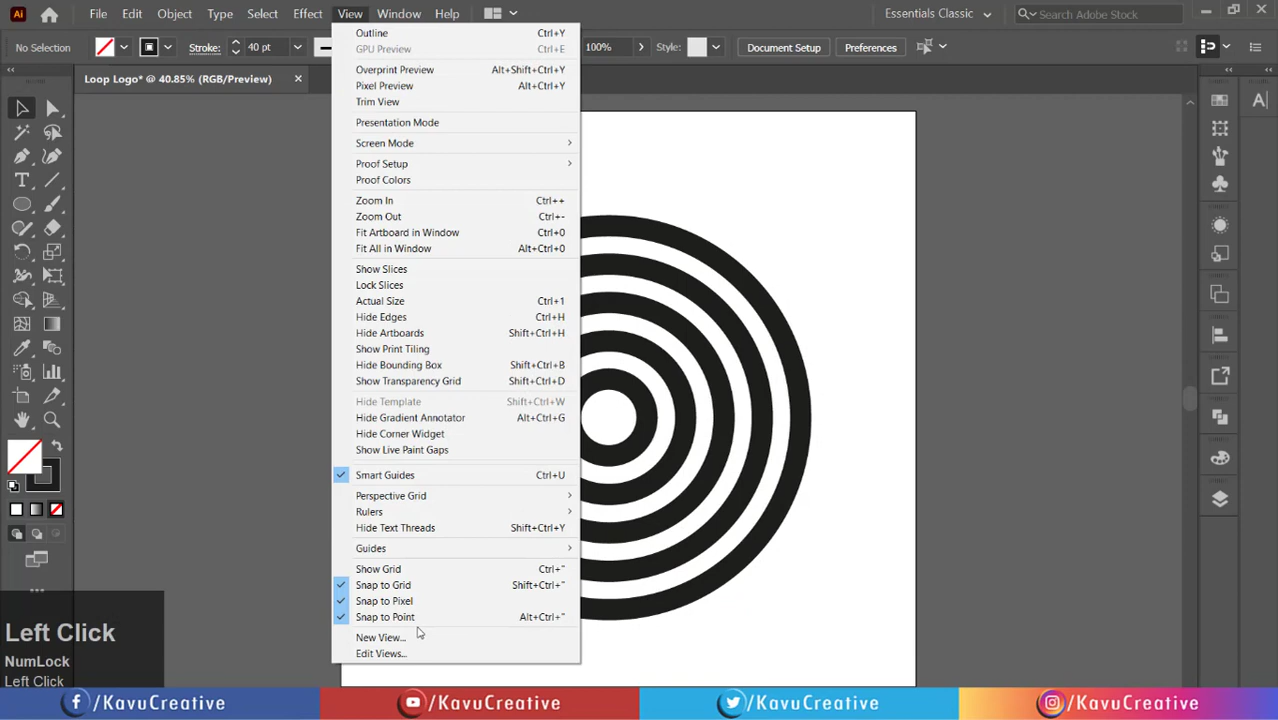 Ai File Edit Object Type Select Effect View Window Help Essentials Classic Search Adobe Stock
No Selection Stroke: 40 pt 100% Style: Document Setup Preferences
Loop Logo* @ 40.85% (RGB/Preview)
Outline Ctrl+Y
GPU Preview Ctrl+E
Overprint Preview Alt+Shift+Ctrl+Y
Pixel Preview Alt+Ctrl+Y
Trim View
Presentation Mode
Screen Mode
Proof Setup
Proof Colors
Zoom In Ctrl++
Zoom Out Ctrl+-
Fit Artboard in Window Ctrl+0
Fit All in Window Alt+Ctrl+0
Show Slices
Lock Slices
Actual Size Ctrl+1
Hide Edges Ctrl+H
Hide Artboards Shift+Ctrl+H
Show Print Tiling
Hide Bounding Box Shift+Ctrl+B
Show Transparency Grid Shift+Ctrl+D
Hide Template Shift+Ctrl+W
Hide Gradient Annotator Alt+Ctrl+G
Hide Corner Widget
Show Live Paint Gaps
Smart Guides Ctrl+U
Perspective Grid
Rulers
Hide Text Threads Shift+Ctrl+Y
Guides
Show Grid Ctrl+"
Snap to Grid Shift+Ctrl+"
Snap to Pixel
Snap to Point Alt+Ctrl+"
New View...
Edit Views...
Left Click
NumLock
Left Click
/KavuCreative /KavuCreative /KavuCreative /KavuCreative